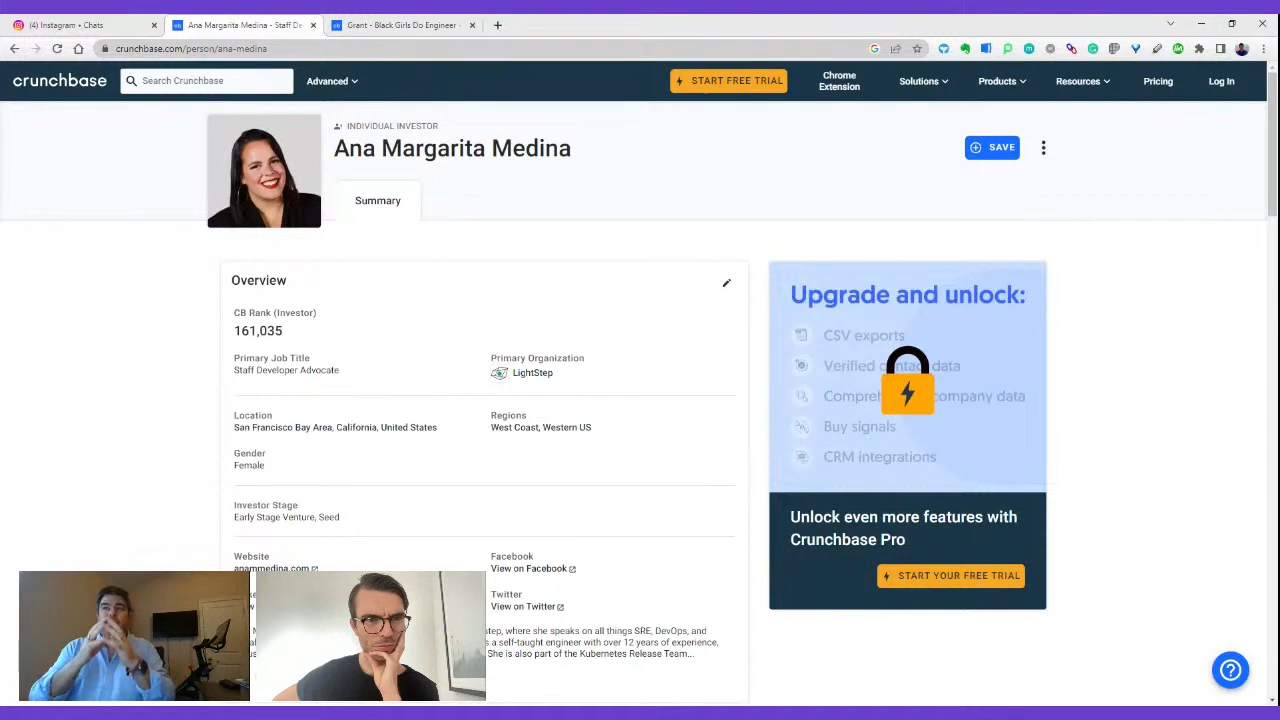 (4) Instagram • Chats
Ana Margarita Medina - Staff De
Grant - Black Girls Do Engineer -
crunchbase.com/person/ana-medina
crunchbase
Search Crunchbase
Advanced
START FREE TRIAL
Chrome
Extension
Solutions
Products
Resources
Pricing
Log In
INDIVIDUAL INVESTOR
Ana Margarita Medina
SAVE
Summary
Overview
CB Rank (Investor)
161,035
Primary Job Title
Staff Developer Advocate
Primary Organization
LightStep
Location
San Francisco Bay Area, California, United States
Regions
West Coast, Western US
Gender
Female
Investor Stage
Early Stage Venture, Seed
Website
anammedina.com
Facebook
View on Facebook
Twitter
View on Twitter
step, where she speaks on all things SRE, DevOps, and
s a self-taught engineer with over 12 years of experience,
She is also part of the Kubernetes Release Team...
Upgrade and unlock:
CSV exports
Verified contact data
Compre company data
Buy signals
CRM integrations
Unlock even more features with
Crunchbase Pro
START YOUR FREE TRIAL